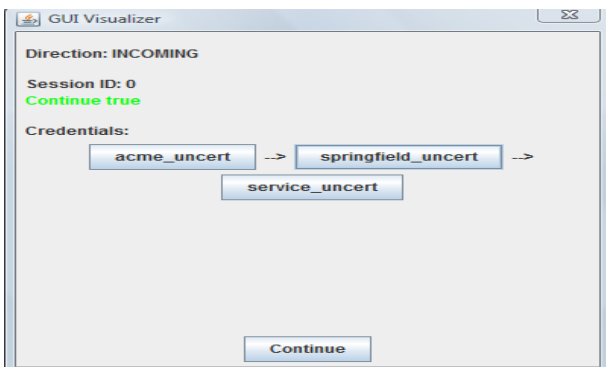 GUI Visualizer
Direction: INCOMING
Session ID: 0
Continue true
Credentials:
acme_uncert --> springfield_uncert -->
service_uncert
Continue